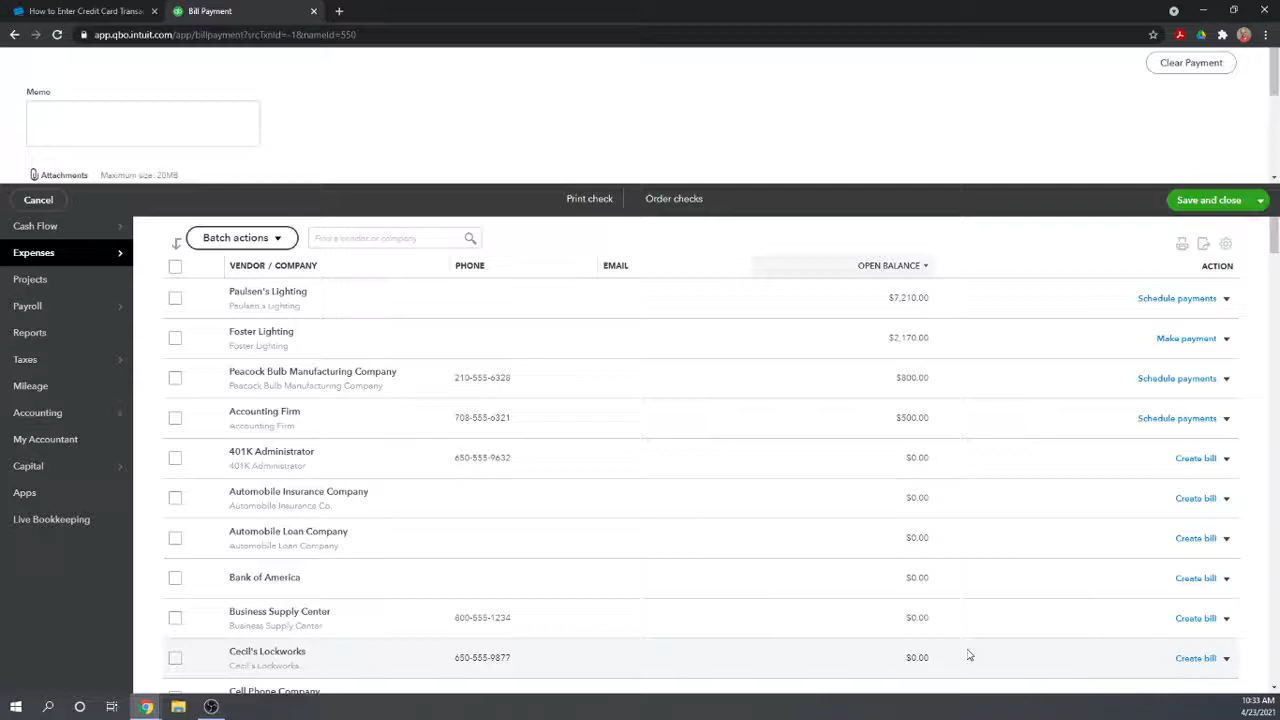 How to Enter Credit Card Transa
Bill Payment
app.qbo.intuit.com/app/billpayment?srcTxnId=-1&nameId=550
Clear Payment
Memo
Attachments Maximum size: 20MB
Cancel
Print check
Order checks
Save and close
Cash Flow
Expenses
Projects
Payroll
Reports
Taxes
Mileage
Accounting
My Accountant
Capital
Apps
Live Bookkeeping
Batch actions
Find a vendor or company
VENDOR / COMPANY PHONE EMAIL OPEN BALANCE ACTION
Paulsen's Lighting $7,210.00 Schedule payments
Paulsen's Lighting
Foster Lighting $2,170.00 Make payment
Foster Lighting
Peacock Bulb Manufacturing Company 210-555-6328 $800.00 Schedule payments
Peacock Bulb Manufacturing Company
Accounting Firm 708-555-6321 $500.00 Schedule payments
Accounting Firm
401K Administrator 650-555-9632 $0.00 Create bill
401K Administrator
Automobile Insurance Company $0.00 Create bill
Automobile Insurance Co.
Automobile Loan Company $0.00 Create bill
Automobile Loan Company
Bank of America $0.00 Create bill
Business Supply Center 800-555-1234 $0.00 Create bill
Business Supply Center
Cecil's Lockworks 650-555-9877 $0.00 Create bill
Cecil's Lockworks
Cell Phone Company
10:33 AM
4/23/2021